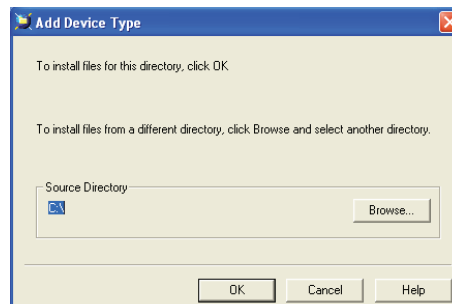 Add Device Type
To install files for this directory, click OK
To install files from a different directory, click Browse and select another directory.
Source Directory
C:\
Browse...
OK Cancel Help